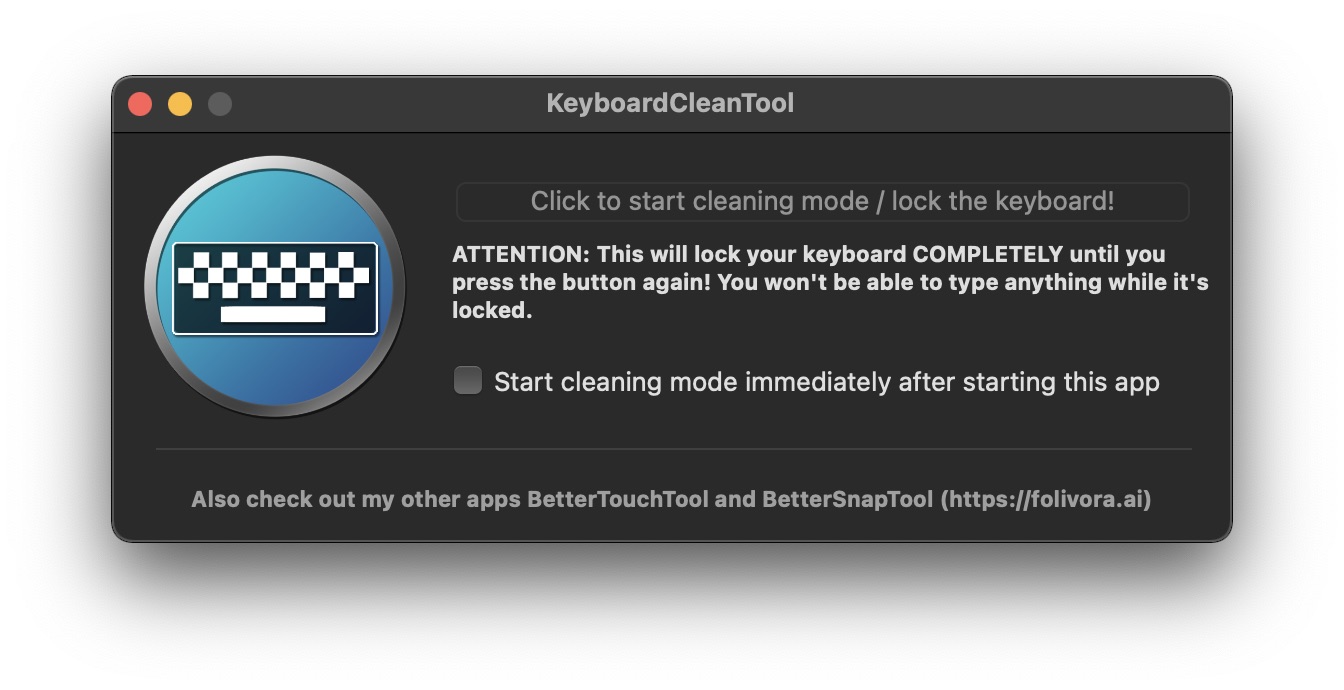 KeyboardCleanTool
Click to start cleaning mode / lock the keyboard!
ATTENTION: This will lock your keyboard COMPLETELY until you
press the button again! You won't be able to type anything while it's
locked.
Start cleaning mode immediately after starting this app
Also check out my other apps BetterTouchTool and BetterSnapTool (https://folivora.ai)